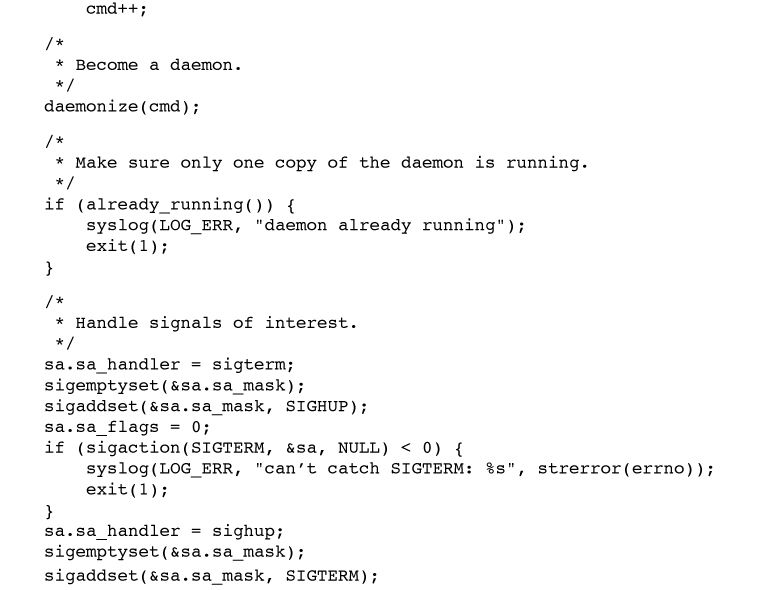 cmd++;
/*
 * Become a daemon.
 */
daemonize(cmd);
/*
 * Make sure only one copy of the daemon is running.
 */
if (already_running()) {
    syslog(LOG_ERR, "daemon already running");
    exit(1);
}
/*
 * Handle signals of interest.
 */
sa.sa_handler = sigterm;
sigemptyset(&sa.sa_mask);
sigaddset(&sa.sa_mask, SIGHUP);
sa.sa_flags = 0;
if (sigaction(SIGTERM, &sa, NULL) < 0) {
    syslog(LOG_ERR, "can’t catch SIGTERM: %s", strerror(errno));
    exit(1);
}
sa.sa_handler = sighup;
sigemptyset(&sa.sa_mask);
sigaddset(&sa.sa_mask, SIGTERM);